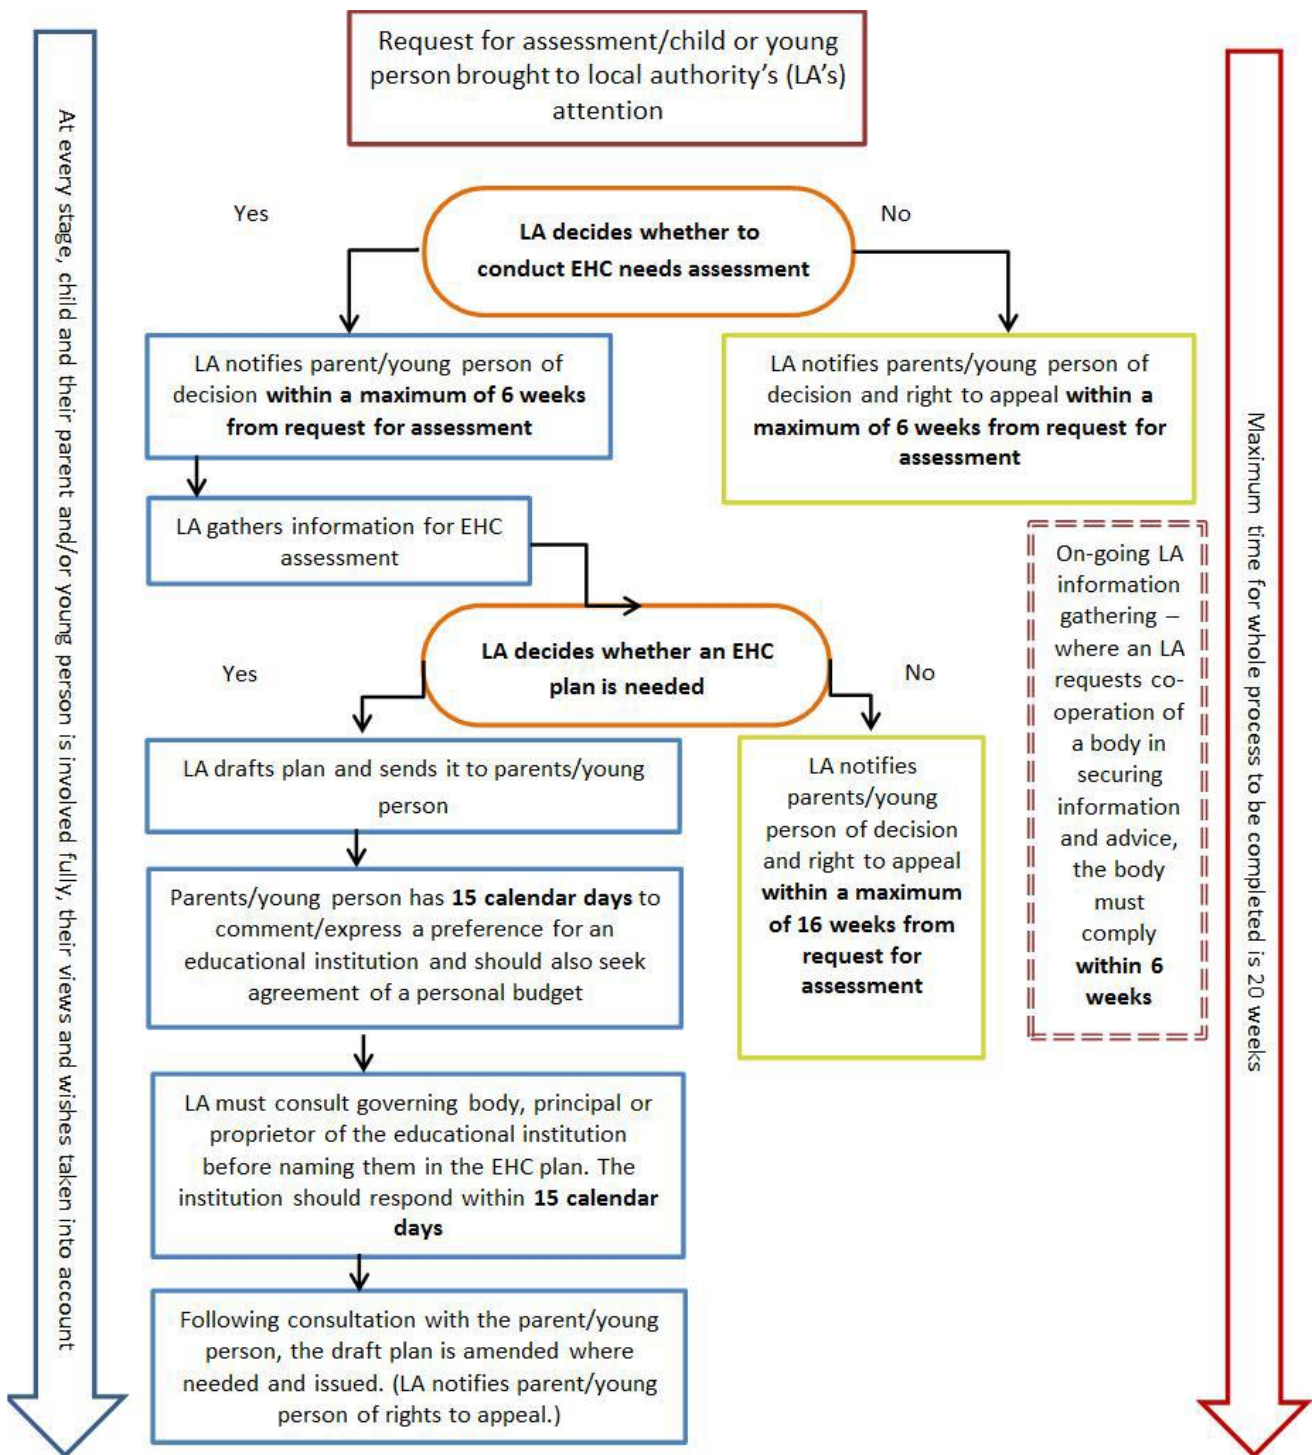 Request for assessment/child or young
person brought to local authority's (LA's)
attention
Yes
No
LA decides whether to
conduct EHC needs assessment
LA notifies parent/young person of
decision within a maximum of 6 weeks
from request for assessment
LA notifies parents/young person of
decision and right to appeal within a
maximum of 6 weeks from request for
assessment
LA gathers information for EHC
assessment
On-going LA
information
gathering –
where an LA
requests co-
operation of
a body in
securing
information
and advice,
the body
must
comply
within 6
weeks
LA decides whether an EHC
plan is needed
Yes
No
LA drafts plan and sends it to parents/young
person
LA notifies
parents/young
person of decision
and right to appeal
within a maximum
of 16 weeks from
request for
assessment
Parents/young person has 15 calendar days to
comment/express a preference for an
educational institution and should also seek
agreement of a personal budget
LA must consult governing body, principal or
proprietor of the educational institution
before naming them in the EHC plan. The
institution should respond within 15 calendar
days
Following consultation with the parent/young
person, the draft plan is amended where
needed and issued. (LA notifies parent/young
person of rights to appeal.)
At every stage, child and their parent and/or young person is involved fully, their views and wishes taken into account
Maximum time for whole process to be completed is 20 weeks